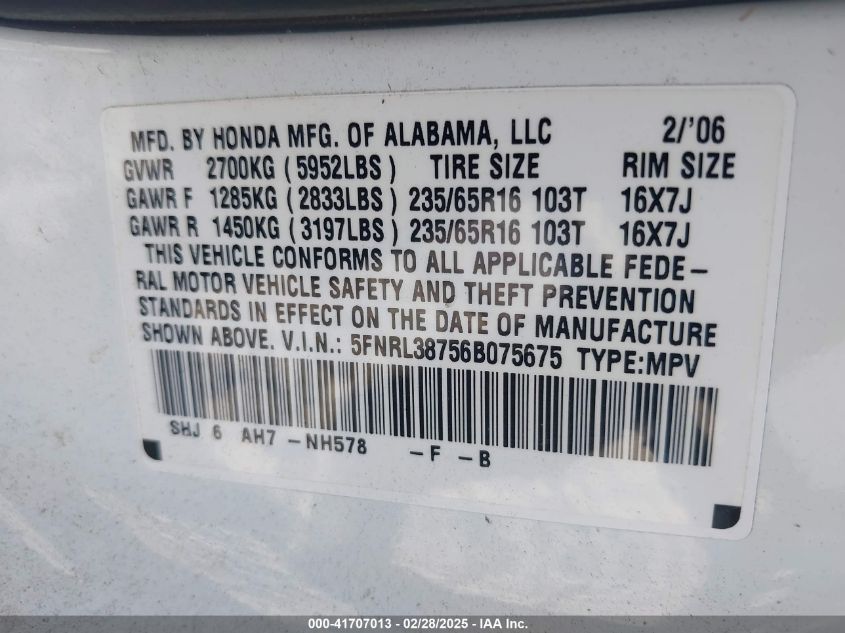 MFD. BY HONDA MFG. OF ALABAMA, LLC 2/'06
GVWR 2700KG (5952LBS) TIRE SIZE RIM SIZE
GAWR F 1285KG (2833LBS) 235/65R16 103T 16X7J
GAWR R 1450KG (3197LBS) 235/65R16 103T 16X7J
THIS VEHICLE CONFORMS TO ALL APPLICABLE FEDE-
RAL MOTOR VEHICLE SAFETY AND THEFT PREVENTION
STANDARDS IN EFFECT ON THE DATE OF MANUFACTURE
SHOWN ABOVE. V.I.N.: 5FNRL38756B075675 TYPE:MPV
SHJ 6 AH7 -NH578 -F -B
000-41707013 - 02/28/2025 - IAA Inc.